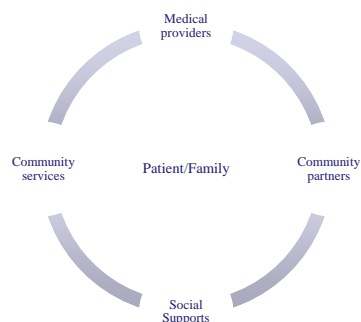 Medical
providers
Community
services
Patient/Family
Community
partners
Social
Supports